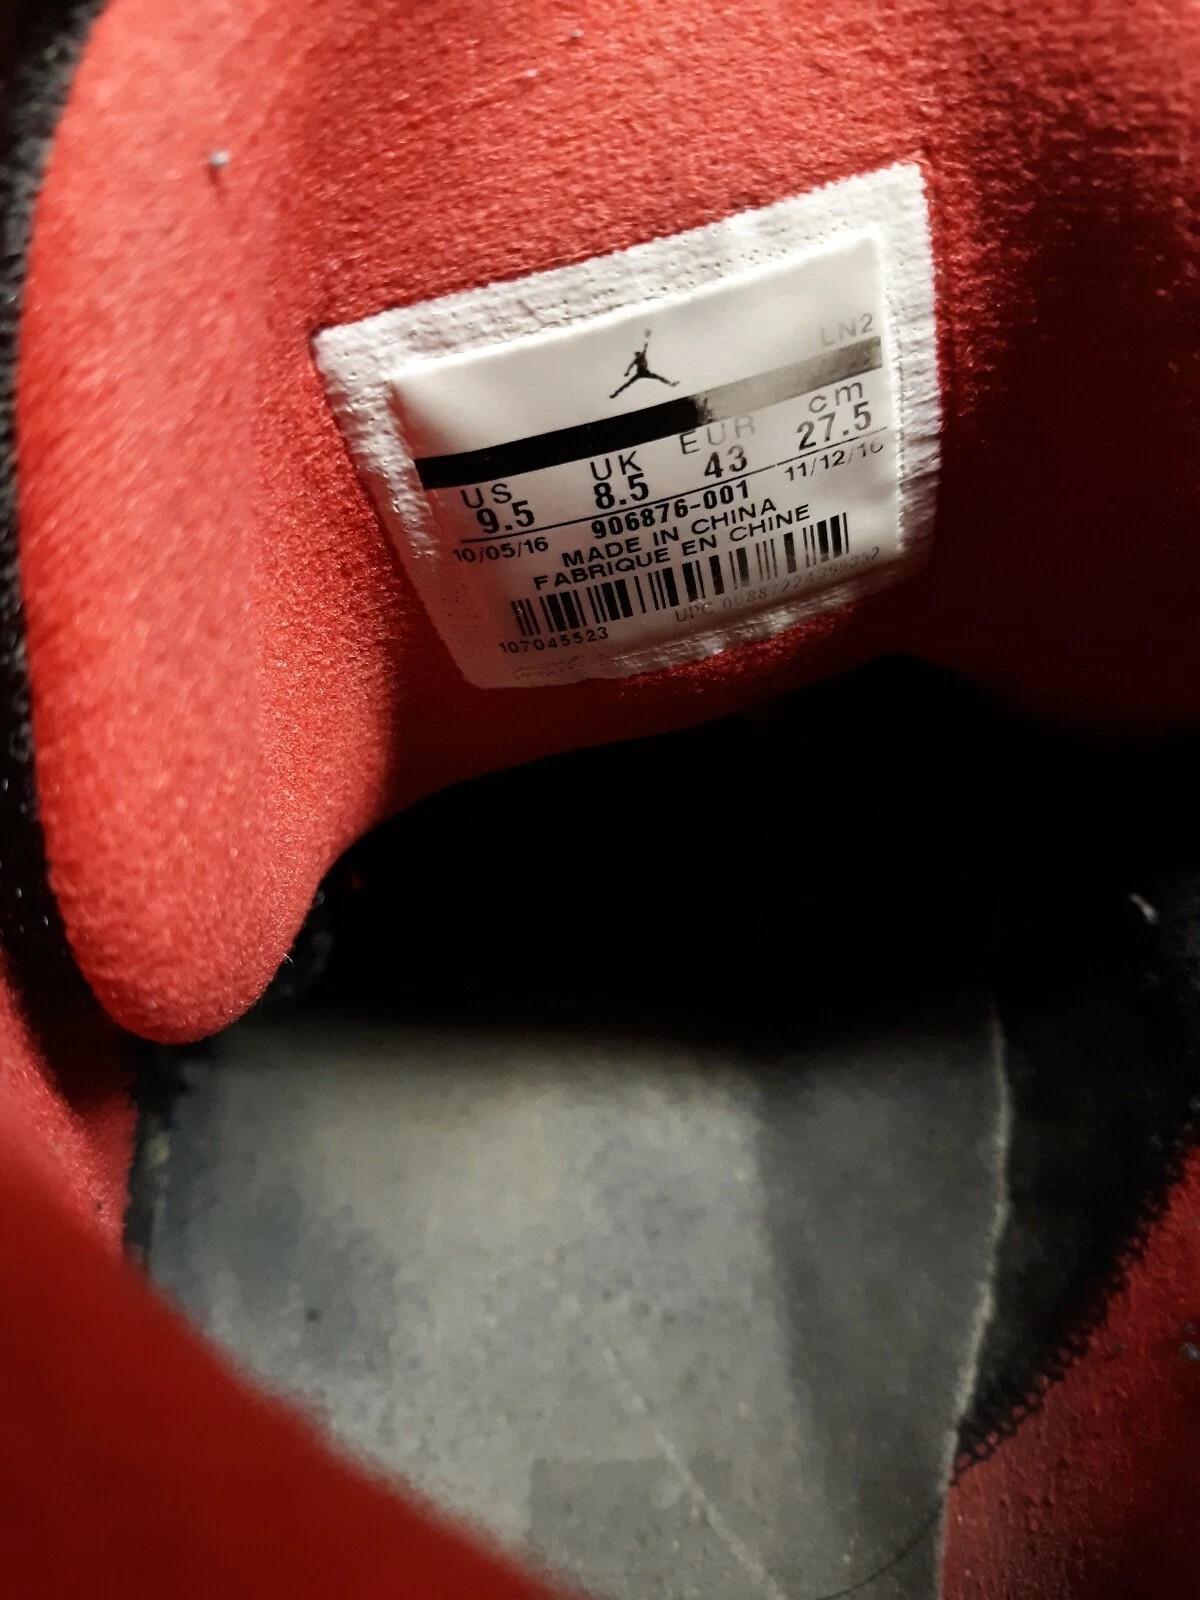 LN2
US UK EUR cm
9.5 8.5 43 27.5
10/05/16 906876-001 11/12/16
MADE IN CHINA
FABRIQUE EN CHINE
107045523 UPC